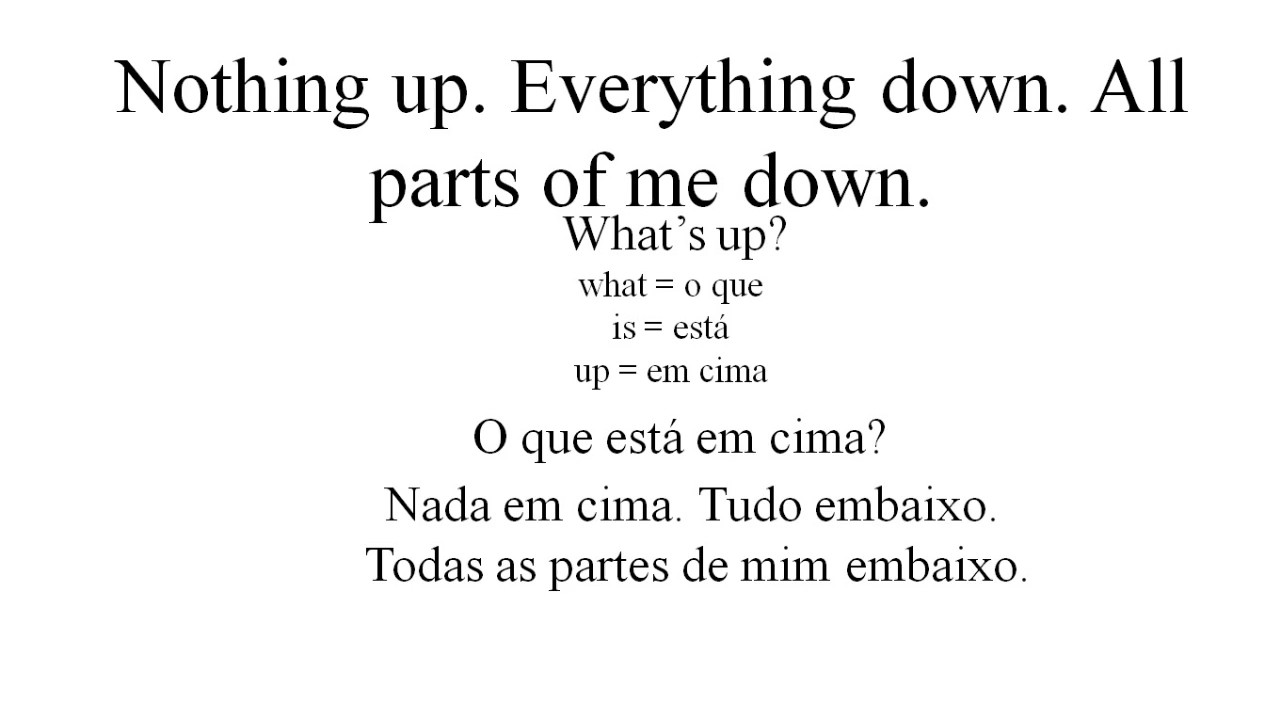 Nothing up. Everything down. All
parts of me down.
What’s up?
what = o que
is = está
up = em cima
O que está em cima?
Nada em cima. Tudo embaixo.
Todas as partes de mim embaixo.